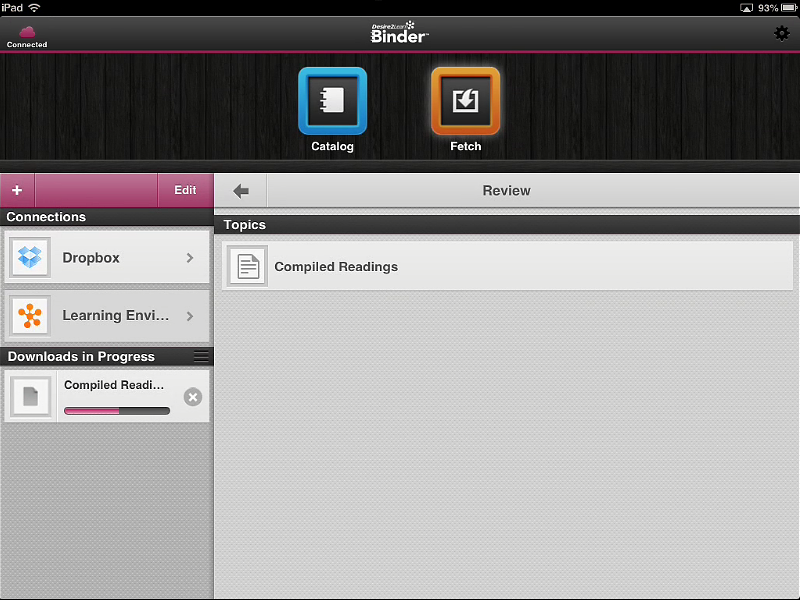 iPad
93%
Connected
Desire2Learn
Binder™
Catalog
Fetch
+
Edit
Review
Connections
Topics
Dropbox
Compiled Readings
Learning Envi...
Downloads in Progress
Compiled Readi...